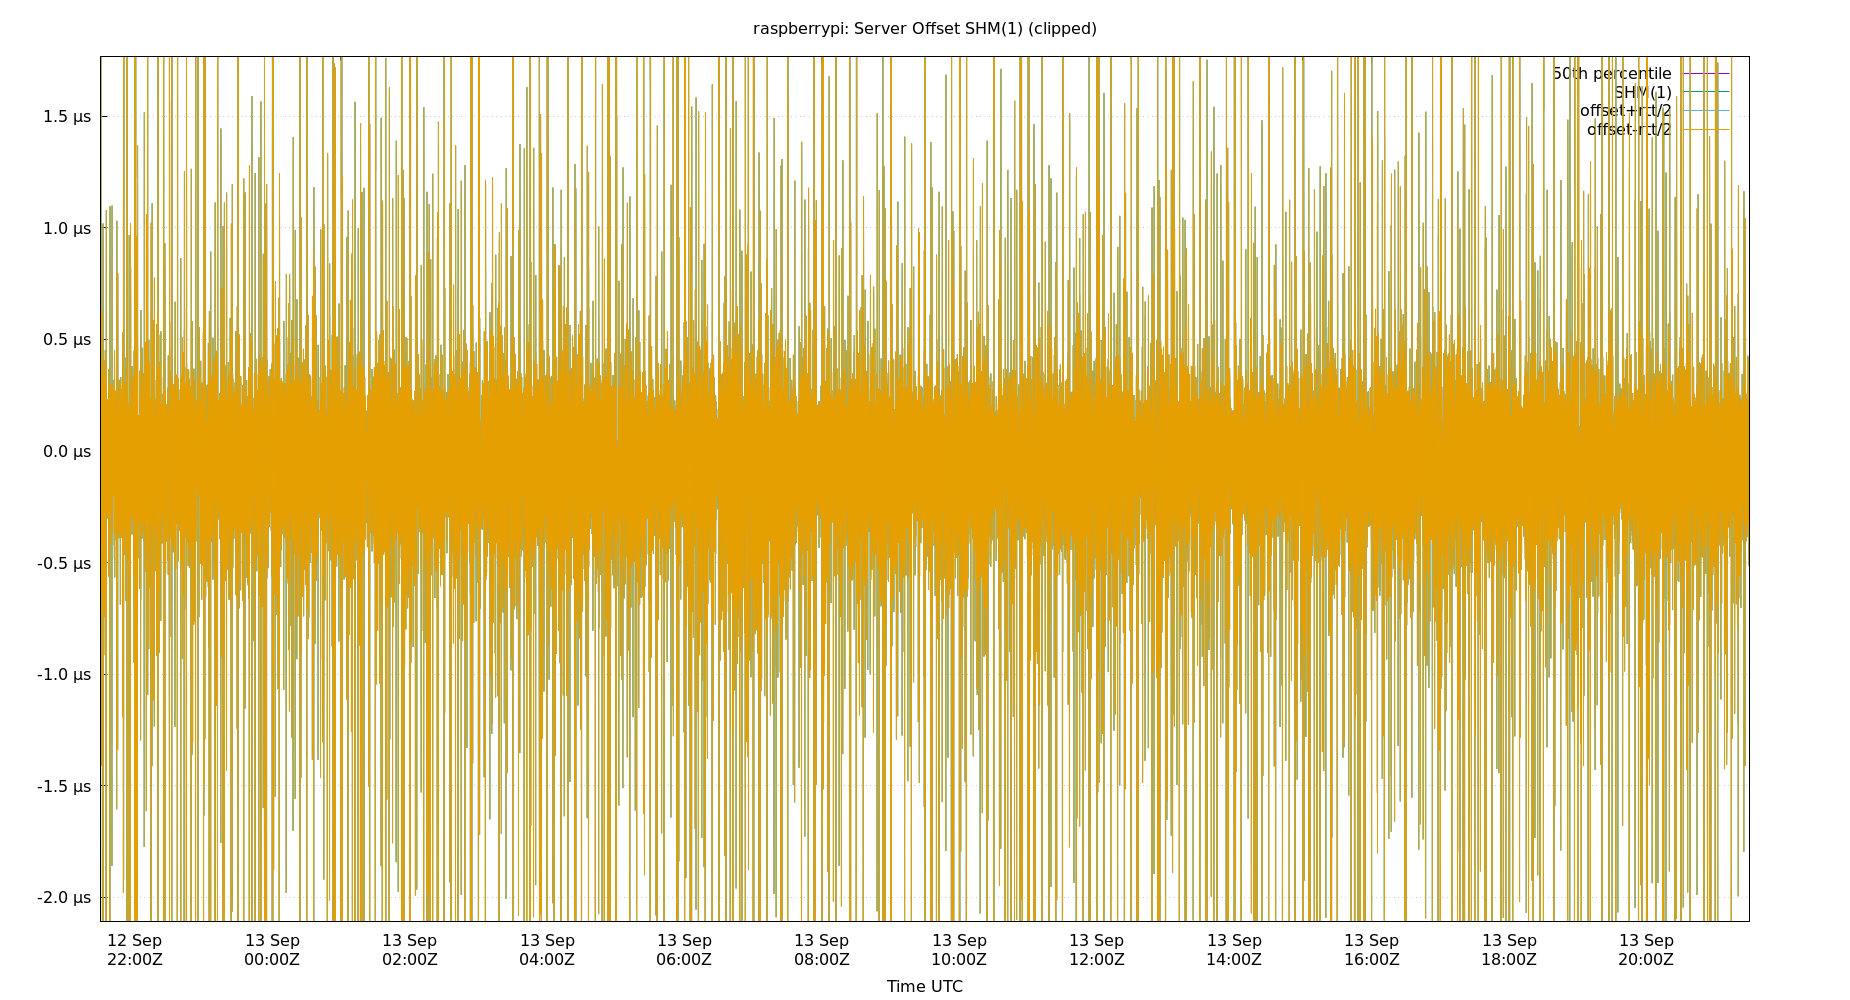 raspberrypi: Server Offset SHM(1) (clipped)
50th percentile
SHM(1)
offset+rtt/2
offset-rtt/2
1.5 µs
1.0 µs
0.5 µs
0.0 µs
-0.5 µs
-1.0 µs
-1.5 µs
-2.0 µs
12 Sep 13 Sep 13 Sep 13 Sep 13 Sep 13 Sep 13 Sep 13 Sep 13 Sep 13 Sep 13 Sep 13 Sep
22:00Z 00:00Z 02:00Z 04:00Z 06:00Z 08:00Z 10:00Z 12:00Z 14:00Z 16:00Z 18:00Z 20:00Z
Time UTC